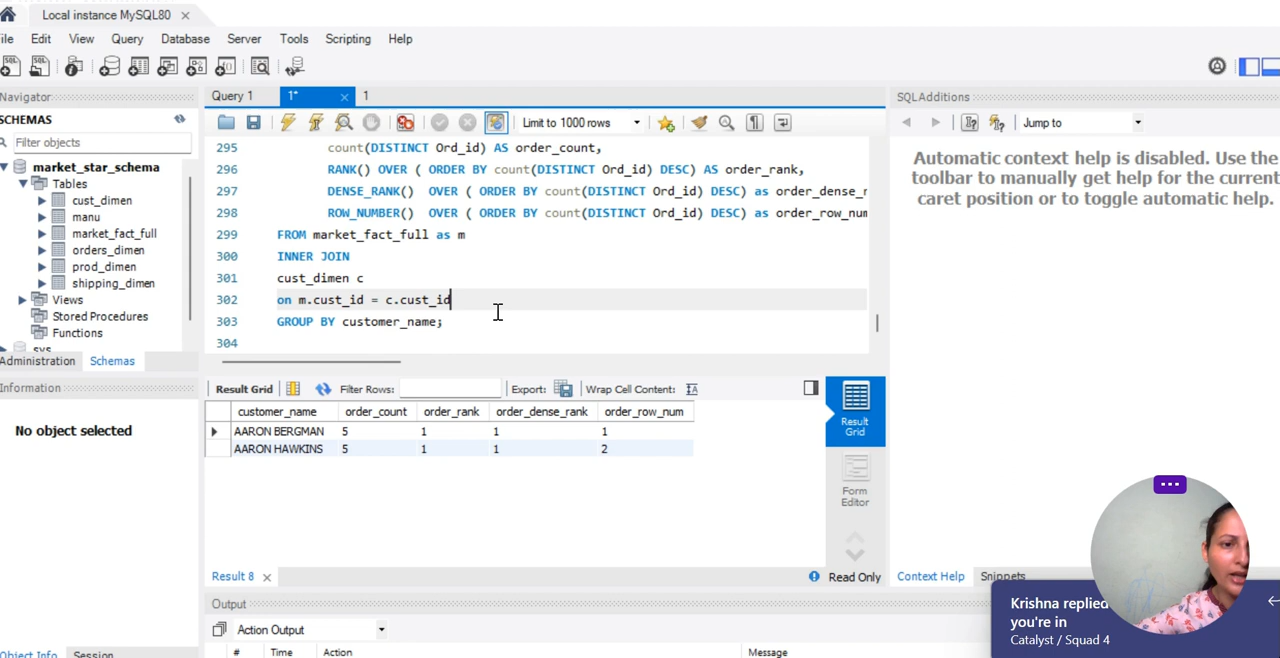 Local instance MySQL80
ile Edit View Query Database Server Tools Scripting Help
Navigator
SCHEMAS
Filter objects
market_star_schema
Tables
cust_dimen
manu
market_fact_full
orders_dimen
prod_dimen
shipping_dimen
Views
Stored Procedures
Functions
sys
Administration Schemas
Information
No object selected
Object Info Session
Query 1 1* 1
Limit to 1000 rows
295 count(DISTINCT Ord_id) AS order_count,
296 RANK() OVER ( ORDER BY count(DISTINCT Ord_id) DESC) AS order_rank,
297 DENSE_RANK() OVER ( ORDER BY count(DISTINCT Ord_id) DESC) as order_dense_r
298 ROW_NUMBER() OVER ( ORDER BY count(DISTINCT Ord_id) DESC) as order_row_num
299 FROM market_fact_full as m
300 INNER JOIN
301 cust_dimen c
302 on m.cust_id = c.cust_id
303 GROUP BY customer_name;
304
Result Grid Filter Rows: Export: Wrap Cell Content:
customer_name order_count order_rank order_dense_rank order_row_num
AARON BERGMAN 5 1 1 1
AARON HAWKINS 5 1 1 2
Result Grid
Form Editor
Result 8 Read Only
Output
Action Output
# Time Action Message
SQLAdditions
Jump to
Automatic context help is disabled. Use the
toolbar to manually get help for the current
caret position or to toggle automatic help.
Context Help Snippets
Krishna replied
you're in
Catalyst / Squad 4